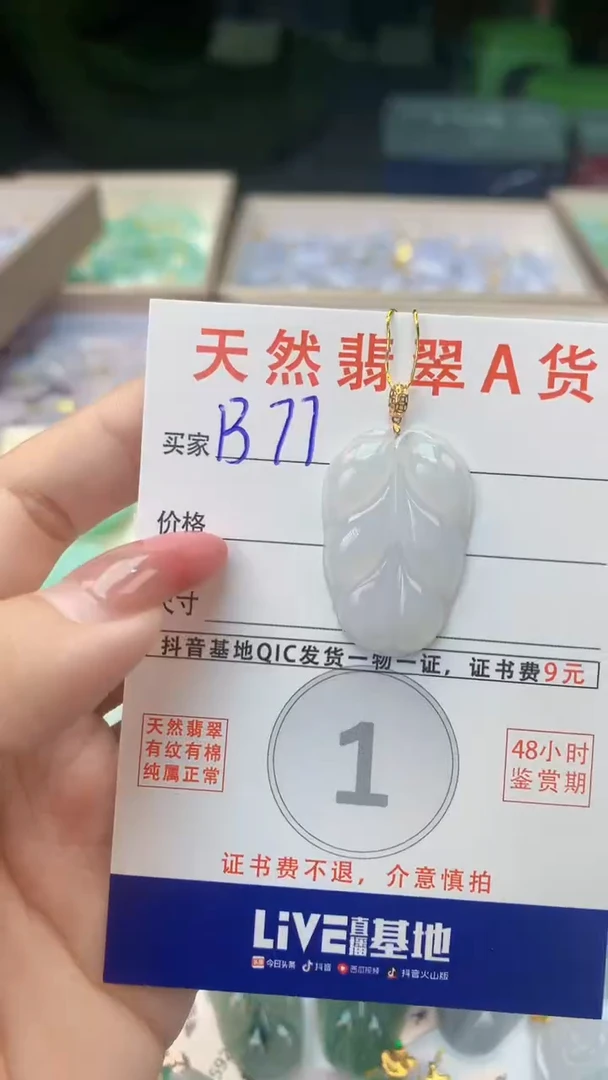 天然翡翠A货
买家 B77
价格
寸
抖音基地QIC发货一物一证，证书费9元
天然翡翠
有纹有棉
纯属正常
1
48小时
鉴赏期
证书费不退，介意慎拍
LiVE直播基地
头条 今日头条 抖音 西瓜视频 抖音火山版